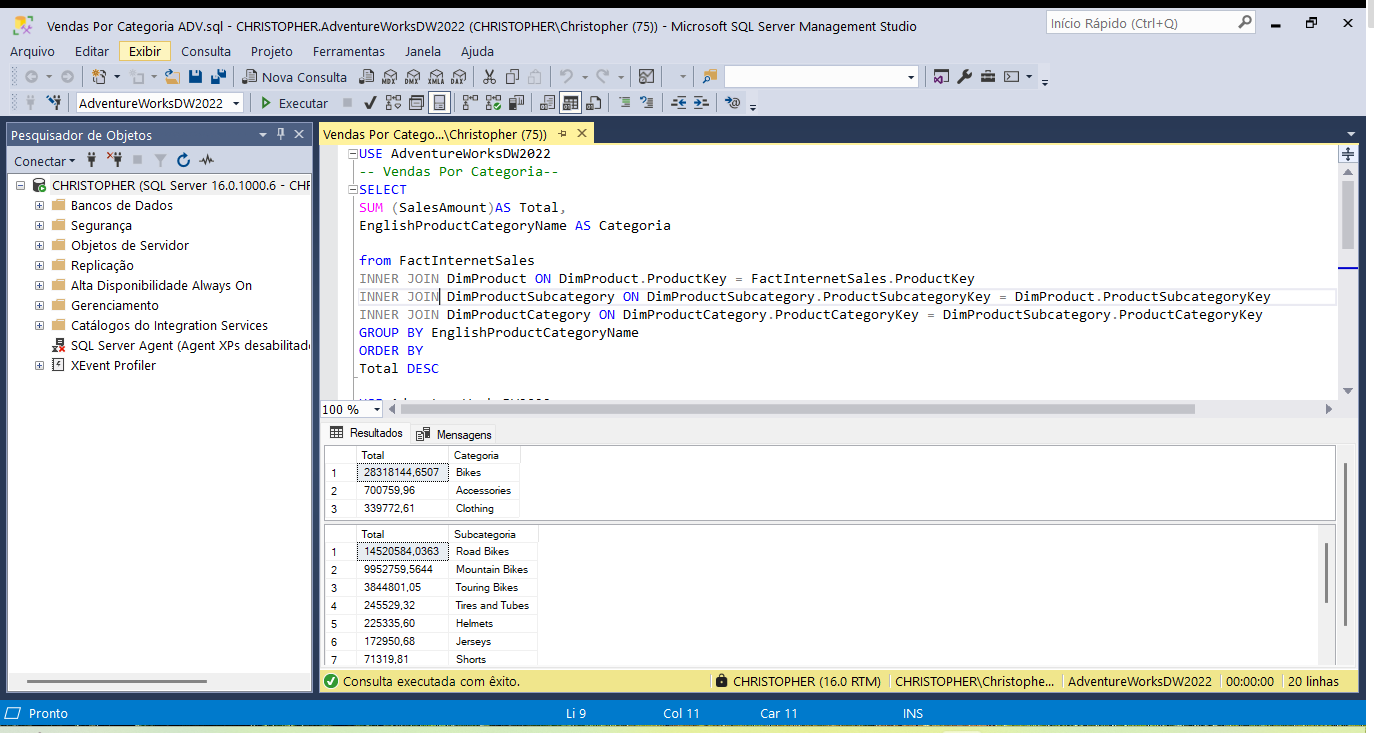 Vendas Por Categoria ADV.sql - CHRISTOPHER.AdventureWorksDW2022 (CHRISTOPHER\Christopher (75)) - Microsoft SQL Server Management Studio
Início Rápido (Ctrl+Q)
Arquivo Editar Exibir Consulta Projeto Ferramentas Janela Ajuda
Nova Consulta MDX DMX XMLA DAX
AdventureWorksDW2022 Executar
Pesquisador de Objetos
Conectar
CHRISTOPHER (SQL Server 16.0.1000.6 - CHR
Bancos de Dados
Segurança
Objetos de Servidor
Replicação
Alta Disponibilidade Always On
Gerenciamento
Catálogos do Integration Services
SQL Server Agent (Agent XPs desabilitado
XEvent Profiler
Vendas Por Catego...\Christopher (75))
USE AdventureWorksDW2022
-- Vendas Por Categoria--
SELECT
SUM (SalesAmount)AS Total,
EnglishProductCategoryName AS Categoria
from FactInternetSales
INNER JOIN DimProduct ON DimProduct.ProductKey = FactInternetSales.ProductKey
INNER JOIN DimProductSubcategory ON DimProductSubcategory.ProductSubcategoryKey = DimProduct.ProductSubcategoryKey
INNER JOIN DimProductCategory ON DimProductCategory.ProductCategoryKey = DimProductSubcategory.ProductCategoryKey
GROUP BY EnglishProductCategoryName
ORDER BY
Total DESC
100 %
Resultados Mensagens
Total Categoria
1 28318144,6507 Bikes
2 700759,96 Accessories
3 339772,61 Clothing
Total Subcategoria
1 14520584,0363 Road Bikes
2 9952759,5644 Mountain Bikes
3 3844801,05 Touring Bikes
4 245529,32 Tires and Tubes
5 225335,60 Helmets
6 172950,68 Jerseys
7 71319,81 Shorts
Consulta executada com êxito. CHRISTOPHER (16.0 RTM) CHRISTOPHER\Christophe... AdventureWorksDW2022 00:00:00 20 linhas
Pronto Li 9 Col 11 Car 11 INS